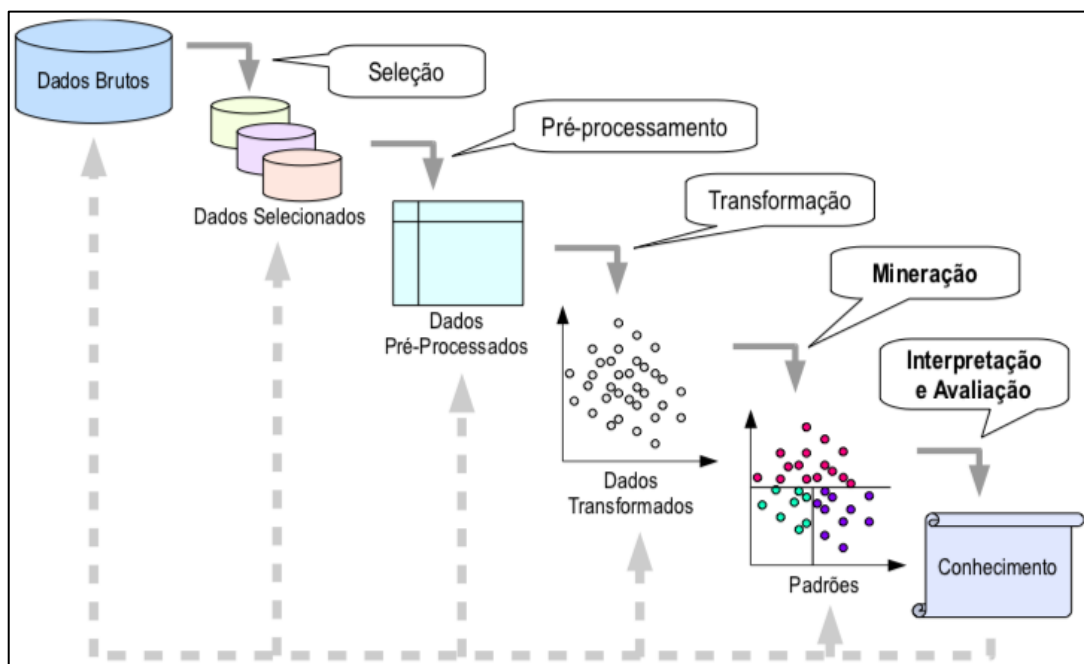 Dados Brutos
Seleção
Dados Selecionados
Pré-processamento
Dados
Pré-Processados
Transformação
Dados
Transformados
Mineração
Padrões
Interpretação
e Avaliação
Conhecimento